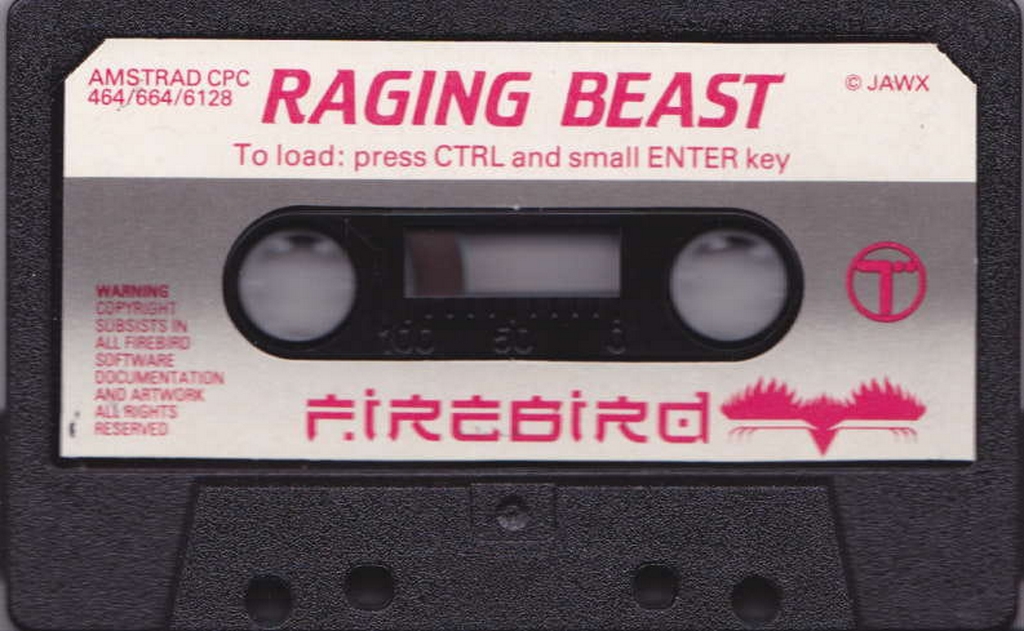 AMSTRAD CPC
464/664/6128
RAGING BEAST
© JAWX
To load: press CTRL and small ENTER key
WARNING
COPYRIGHT
SUBSISTS IN
ALL FIREBIRD
SOFTWARE
DOCUMENTATION
AND ARTWORK
ALL RIGHTS
RESERVED
100 50 0
T
FIREBIRD